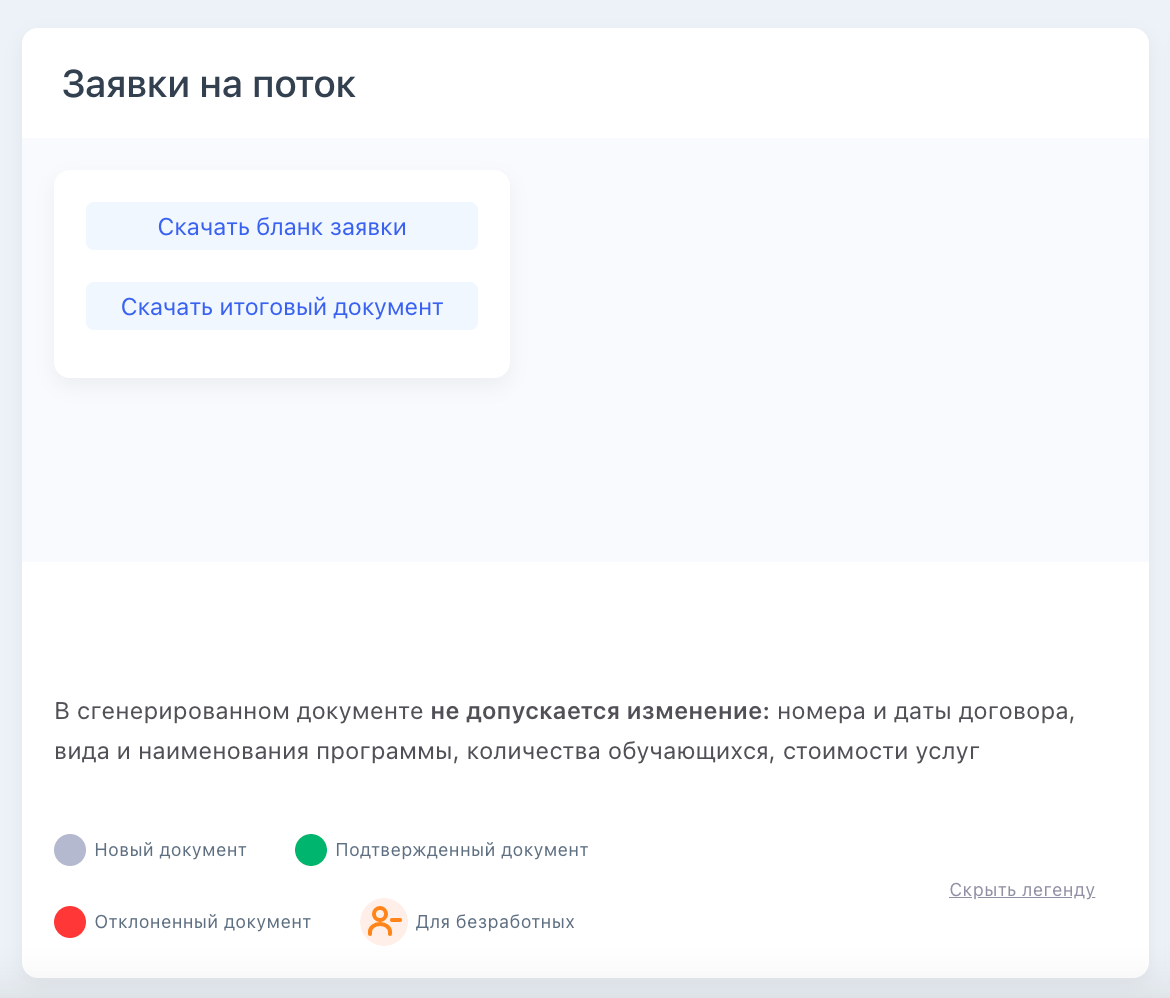 Заявки на поток
Скачать бланк заявки
Скачать итоговый документ
В сгенерированном документе не допускается изменение: номера и даты договора,
вида и наименования программы, количества обучающихся, стоимости услуг
Новый документ
Подтвержденный документ
Скрыть легенду
Отклоненный документ
Для безработных